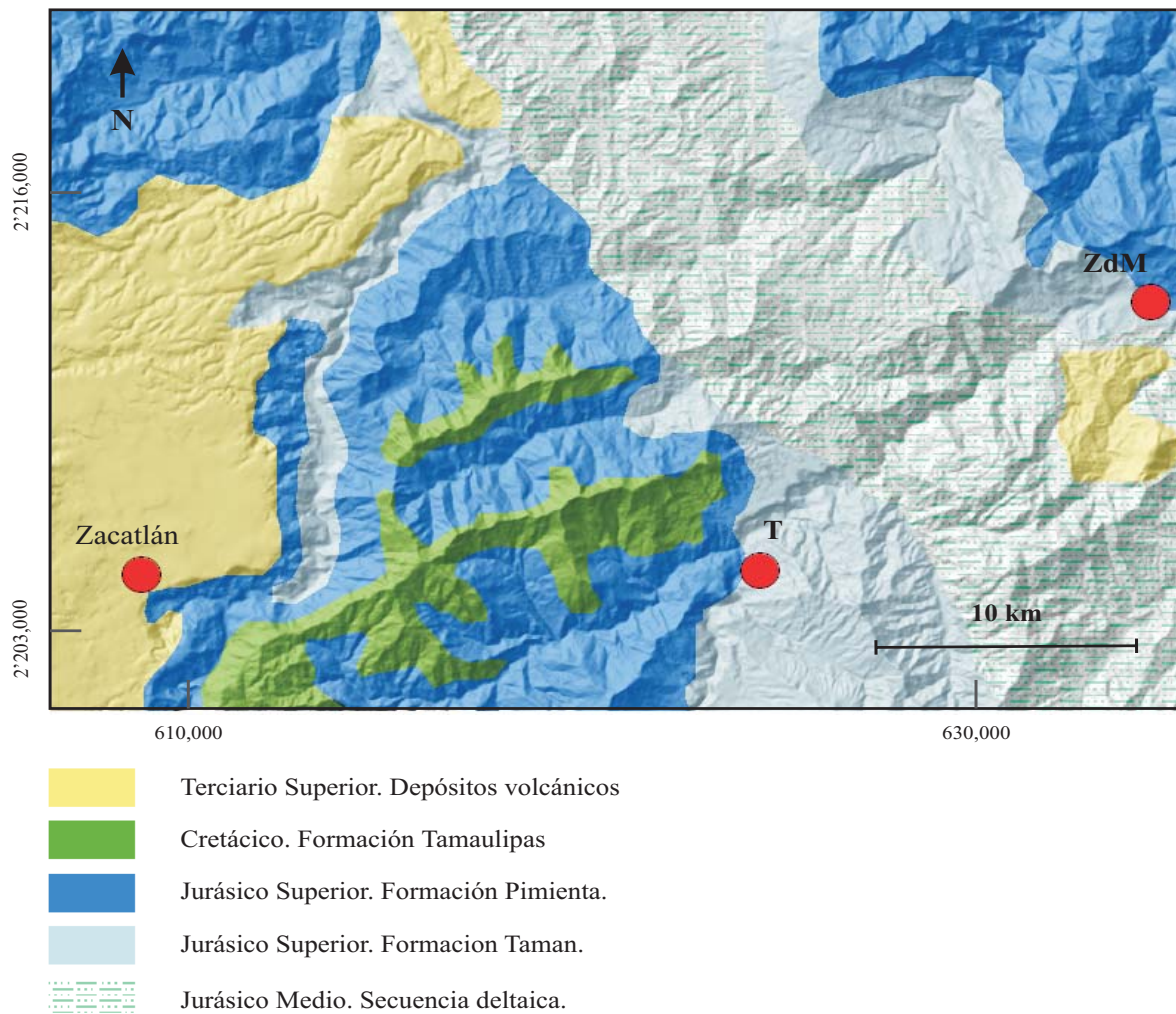 N
2'216,000
ZdM
Zacatlán
T
10 km
2'203,000
610,000
630,000
Terciario Superior. Depósitos volcánicos
Cretácico. Formación Tamaulipas
Jurásico Superior. Formación Pimienta.
Jurásico Superior. Formacion Taman.
Jurásico Medio. Secuencia deltaica.